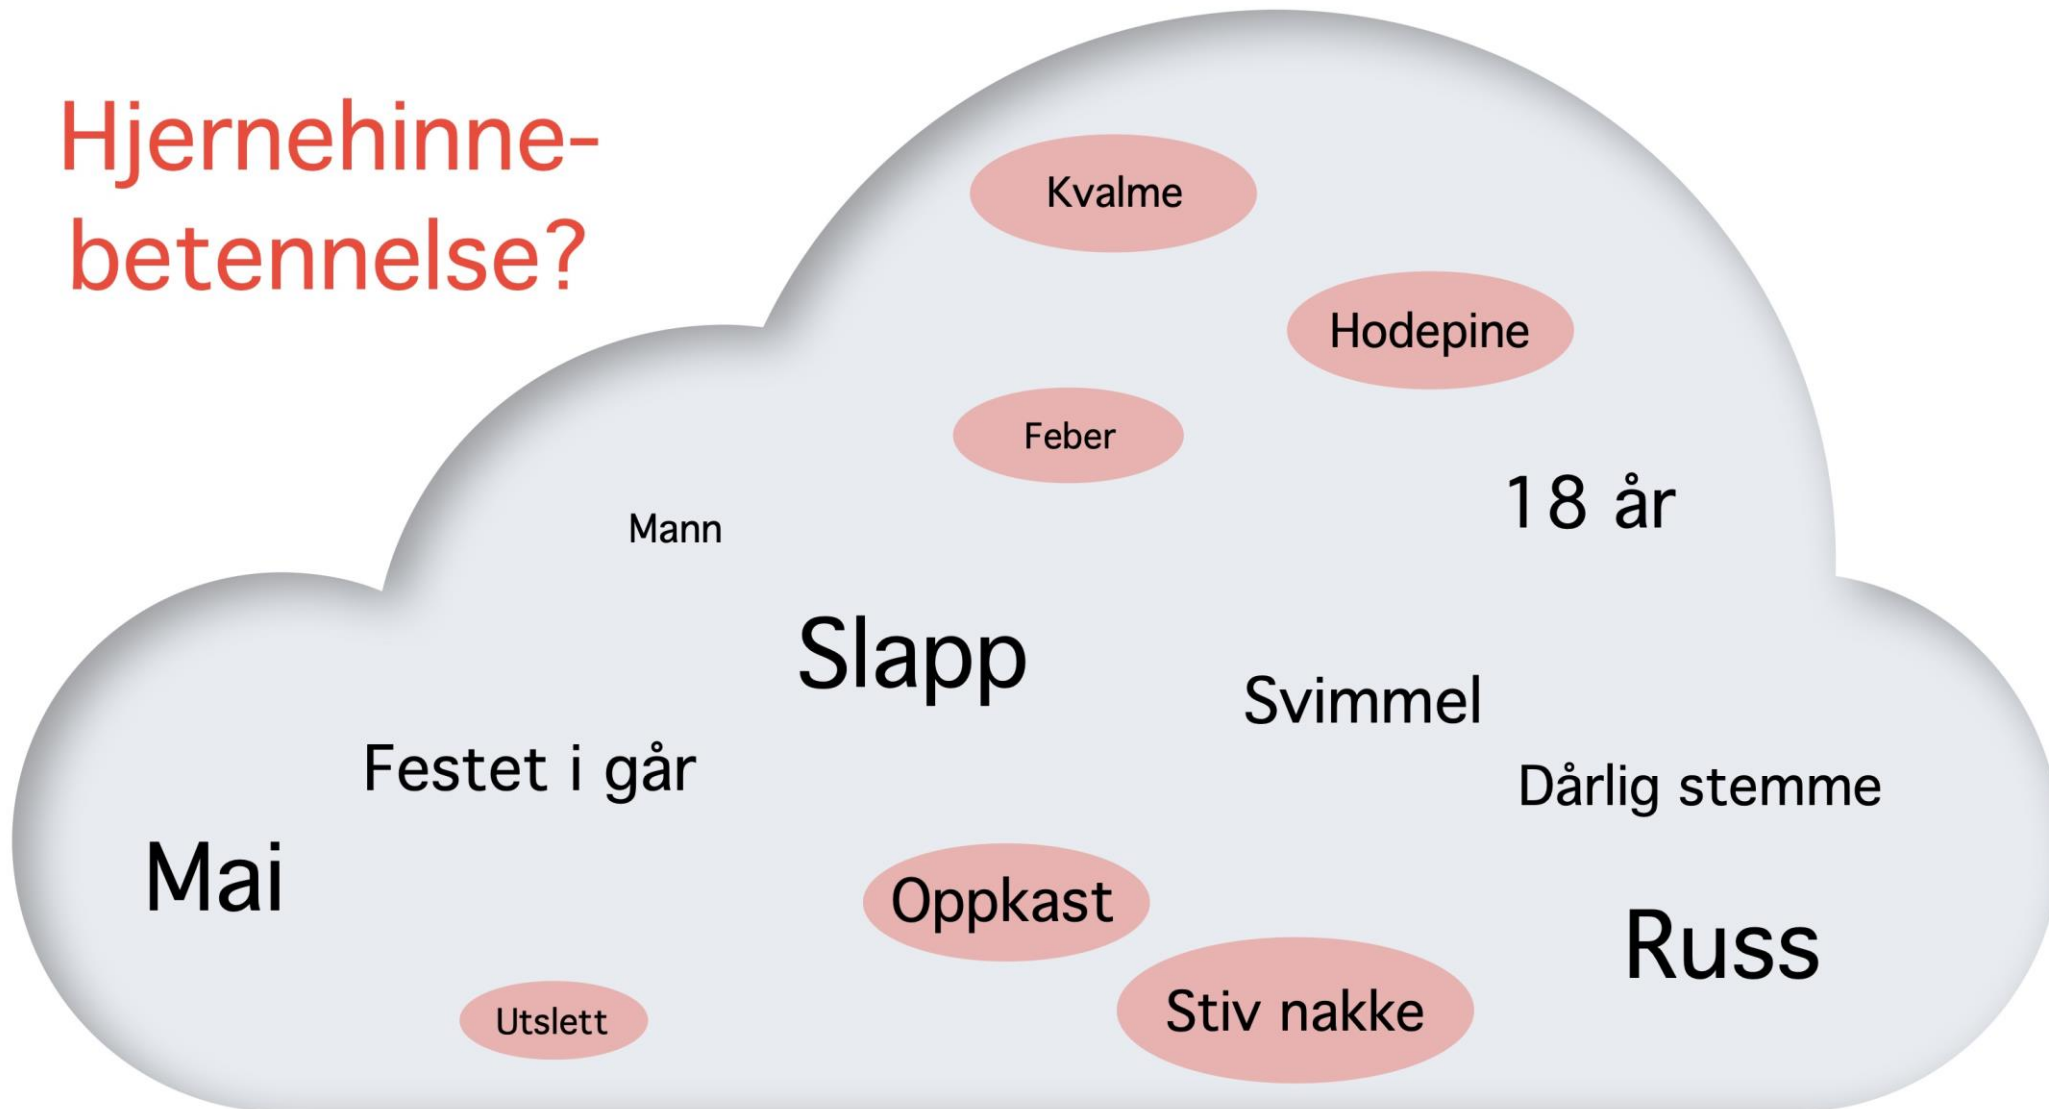 Hjernehinne-
betennelse?
Kvalme
Hodepine
Feber
18 år
Mann
Slapp
Svimmel
Festet i går
Dårlig stemme
Mai
Oppkast
Russ
Stiv nakke
Utslett